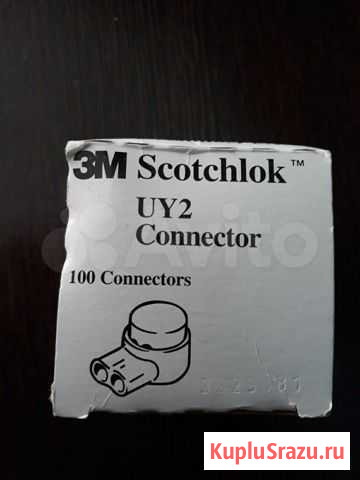 3M Scotchlok™
UY2
Connector
100 Connectors
Avito
KupluSrazu.ru